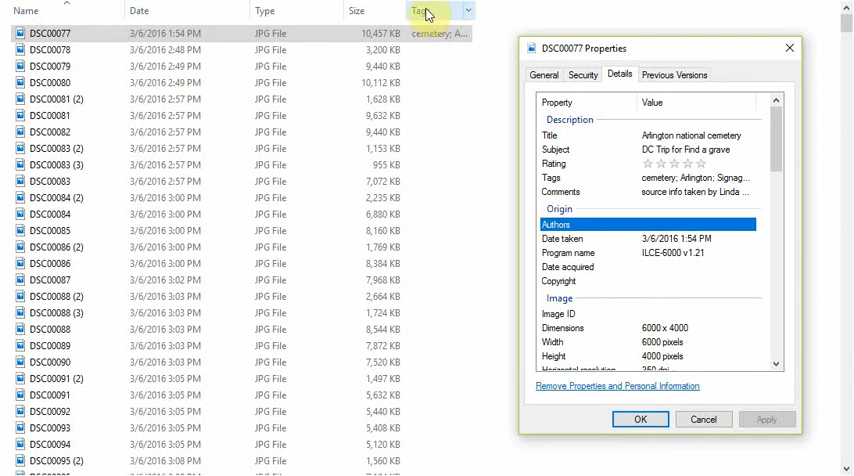 Name Date Type Size Tags
DSC00077 3/6/2016 1:54 PM JPG File 10,457 KB cemetery; A...
DSC00078 3/6/2016 2:48 PM JPG File 3,200 KB
DSC00079 3/6/2016 2:49 PM JPG File 9,440 KB
DSC00080 3/6/2016 2:49 PM JPG File 10,112 KB
DSC00081 (2) 3/6/2016 2:57 PM JPG File 1,628 KB
DSC00081 3/6/2016 2:57 PM JPG File 9,632 KB
DSC00082 3/6/2016 2:57 PM JPG File 9,440 KB
DSC00083 (2) 3/6/2016 2:57 PM JPG File 1,153 KB
DSC00083 (3) 3/6/2016 2:57 PM JPG File 955 KB
DSC00083 3/6/2016 2:57 PM JPG File 7,072 KB
DSC00084 (2) 3/6/2016 3:00 PM JPG File 2,235 KB
DSC00084 3/6/2016 3:00 PM JPG File 6,880 KB
DSC00085 3/6/2016 3:00 PM JPG File 8,160 KB
DSC00086 (2) 3/6/2016 3:00 PM JPG File 1,769 KB
DSC00086 3/6/2016 3:00 PM JPG File 8,384 KB
DSC00087 3/6/2016 3:02 PM JPG File 7,968 KB
DSC00088 (2) 3/6/2016 3:03 PM JPG File 2,664 KB
DSC00088 (3) 3/6/2016 3:03 PM JPG File 1,724 KB
DSC00088 3/6/2016 3:03 PM JPG File 8,544 KB
DSC00089 3/6/2016 3:03 PM JPG File 7,872 KB
DSC00090 3/6/2016 3:03 PM JPG File 7,520 KB
DSC00091 (2) 3/6/2016 3:05 PM JPG File 1,497 KB
DSC00091 3/6/2016 3:05 PM JPG File 5,632 KB
DSC00092 3/6/2016 3:05 PM JPG File 6,240 KB
DSC00093 3/6/2016 3:05 PM JPG File 5,408 KB
DSC00094 3/6/2016 3:05 PM JPG File 5,120 KB
DSC00095 (2) 3/6/2016 3:08 PM JPG File 1,560 KB
DSC00077 Properties
General Security Details Previous Versions
Property Value
Description
Title Arlington national cemetery
Subject DC Trip for Find a grave
Rating
Tags cemetery; Arlington; Signag...
Comments source info taken by Linda ...
Origin
Authors
Date taken 3/6/2016 1:54 PM
Program name ILCE-6000 v1.21
Date acquired
Copyright
Image
Image ID
Dimensions 6000 x 4000
Width 6000 pixels
Height 4000 pixels
Horizontal resolution 350 dpi
Remove Properties and Personal Information
OK Cancel Apply